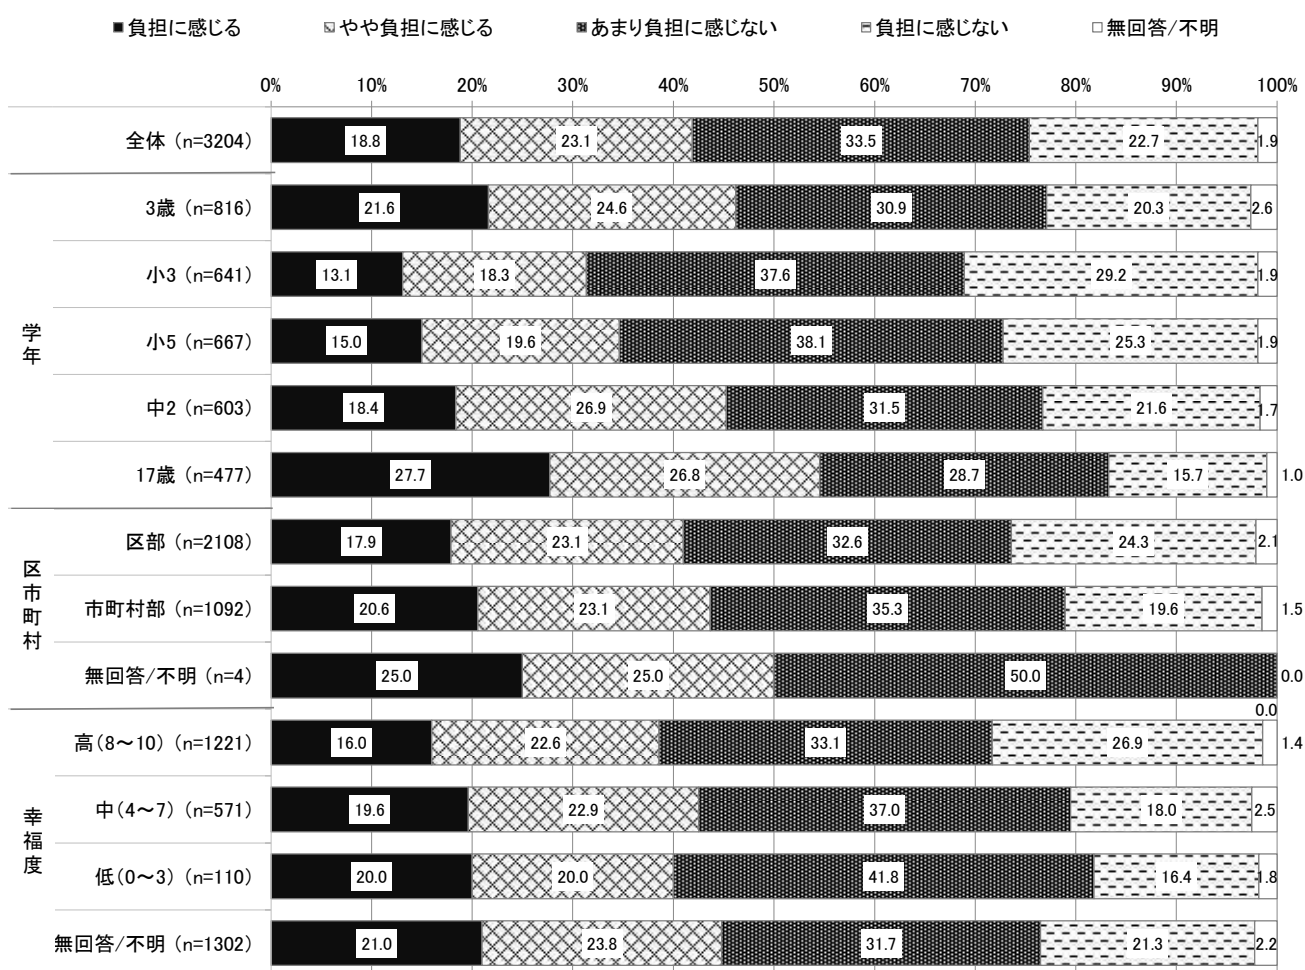 ■負担に感じる ▨やや負担に感じる ▩あまり負担に感じない ▤負担に感じない □無回答/不明
0% 10% 20% 30% 40% 50% 60% 70% 80% 90% 100%
全体 (n=3204) 18.8 23.1 33.5 22.7 1.9
学年
3歳 (n=816) 21.6 24.6 30.9 20.3 2.6
小3 (n=641) 13.1 18.3 37.6 29.2 1.9
小5 (n=667) 15.0 19.6 38.1 25.3 1.9
中2 (n=603) 18.4 26.9 31.5 21.6 1.7
17歳 (n=477) 27.7 26.8 28.7 15.7 1.0
区市町村
区部 (n=2108) 17.9 23.1 32.6 24.3 2.1
市町村部 (n=1092) 20.6 23.1 35.3 19.6 1.5
無回答/不明 (n=4) 25.0 25.0 50.0 0.0
0.0
幸福度
高(8～10) (n=1221) 16.0 22.6 33.1 26.9 1.4
中(4～7) (n=571) 19.6 22.9 37.0 18.0 2.5
低(0～3) (n=110) 20.0 20.0 41.8 16.4 1.8
無回答/不明 (n=1302) 21.0 23.8 31.7 21.3 2.2